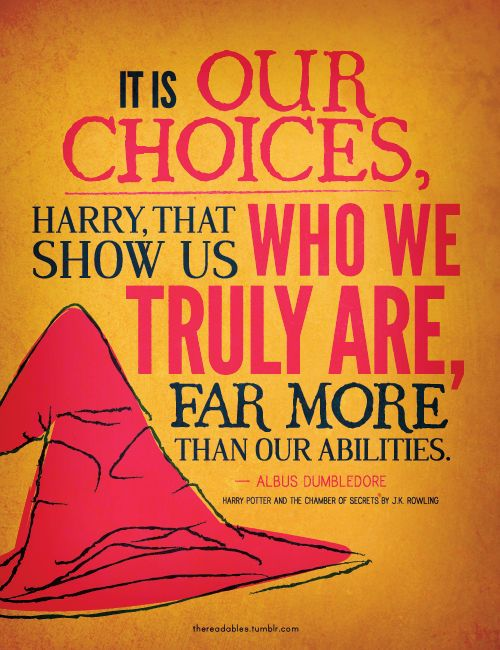 IT IS OUR
CHOICES,
HARRY, THAT
SHOW US WHO WE
TRULY ARE,
FAR MORE
THAN OUR ABILITIES.
— ALBUS DUMBLEDORE
HARRY POTTER AND THE CHAMBER OF SECRETS BY J.K. ROWLING
thereadables.tumblr.com